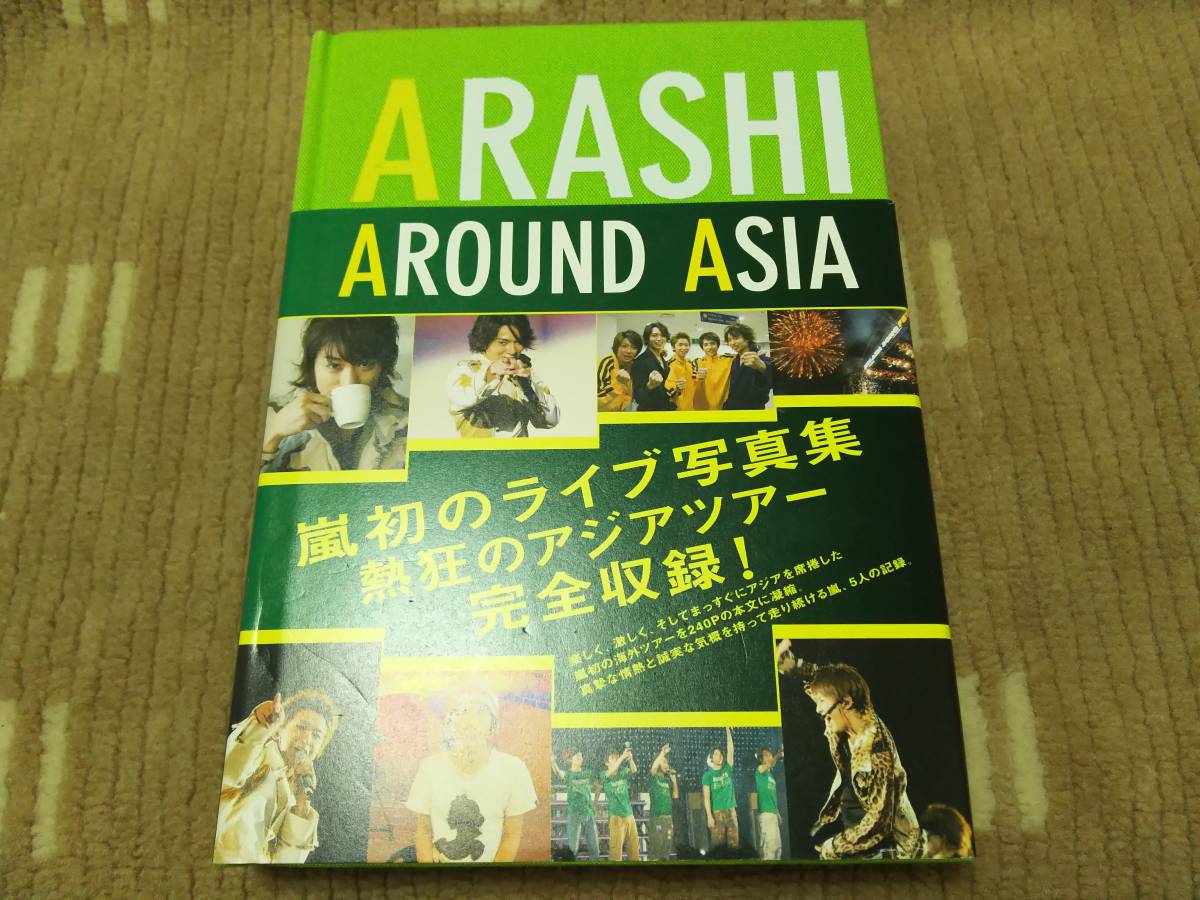 ARASHI
AROUND ASIA
嵐初のライブ写真集
熱狂のアジアツアー
完全収録！
楽しく、激しく、そしてまっすぐにアジアを席捲した
嵐初の海外ツアーを240Pの本文に凝縮。
真摯な情熱と誠実な気概を持って走り続ける嵐、5人の記録。